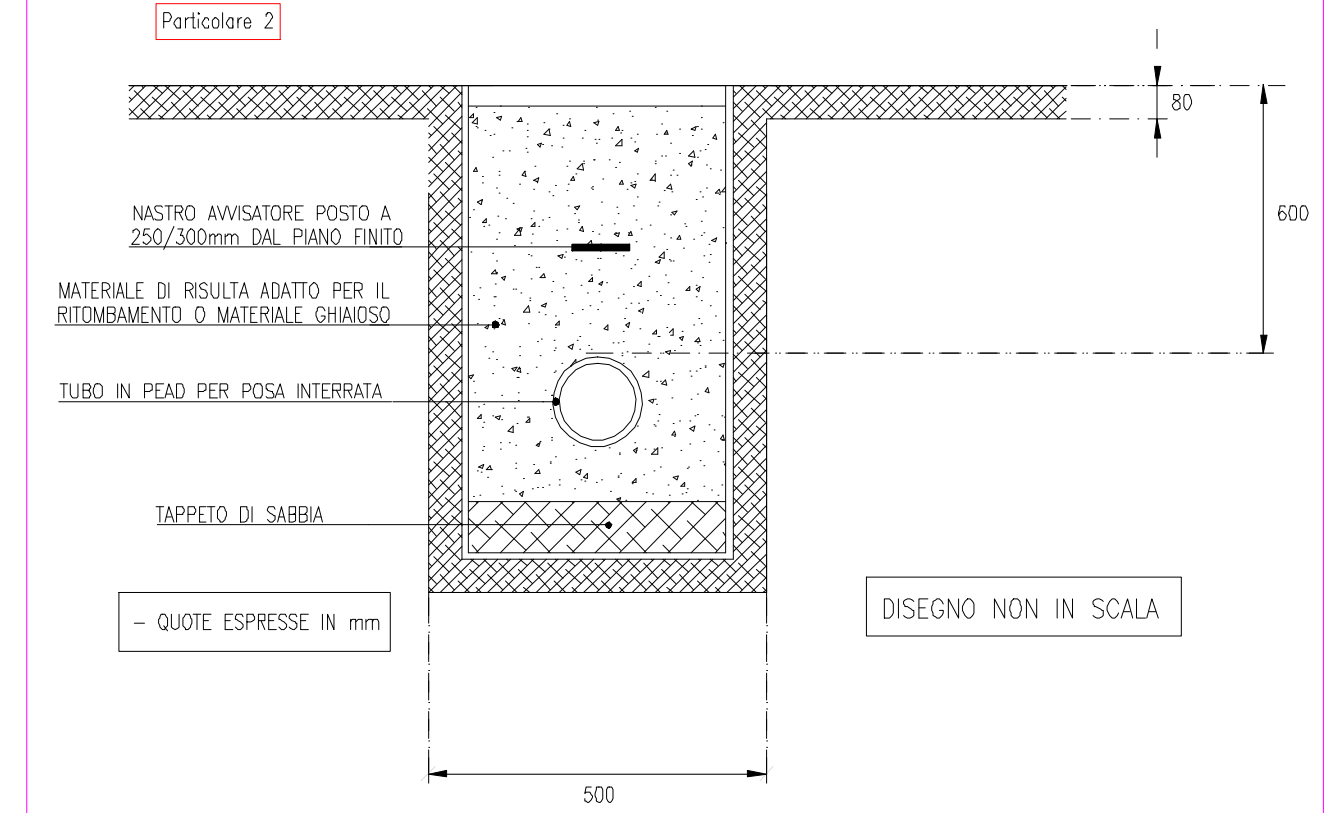 Particolare 2
80
600
NASTRO AVVISATORE POSTO A
250/300mm DAL PIANO FINITO
MATERIALE DI RISULTA ADATTO PER IL
RITOMBAMENTO O MATERIALE GHIAIOSO
TUBO IN PEAD PER POSA INTERRATA
TAPPETO DI SABBIA
- QUOTE ESPRESSE IN mm
DISEGNO NON IN SCALA
500